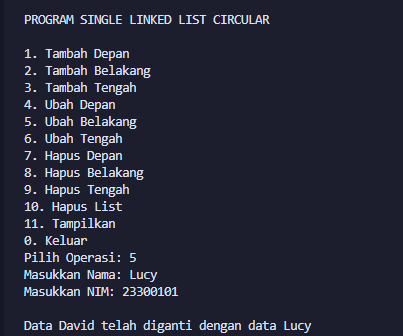 PROGRAM SINGLE LINKED LIST CIRCULAR
1. Tambah Depan
2. Tambah Belakang
3. Tambah Tengah
4. Ubah Depan
5. Ubah Belakang
6. Ubah Tengah
7. Hapus Depan
8. Hapus Belakang
9. Hapus Tengah
10. Hapus List
11. Tampilkan
0. Keluar
Pilih Operasi: 5
Masukkan Nama: Lucy
Masukkan NIM: 23300101
Data David telah diganti dengan data Lucy